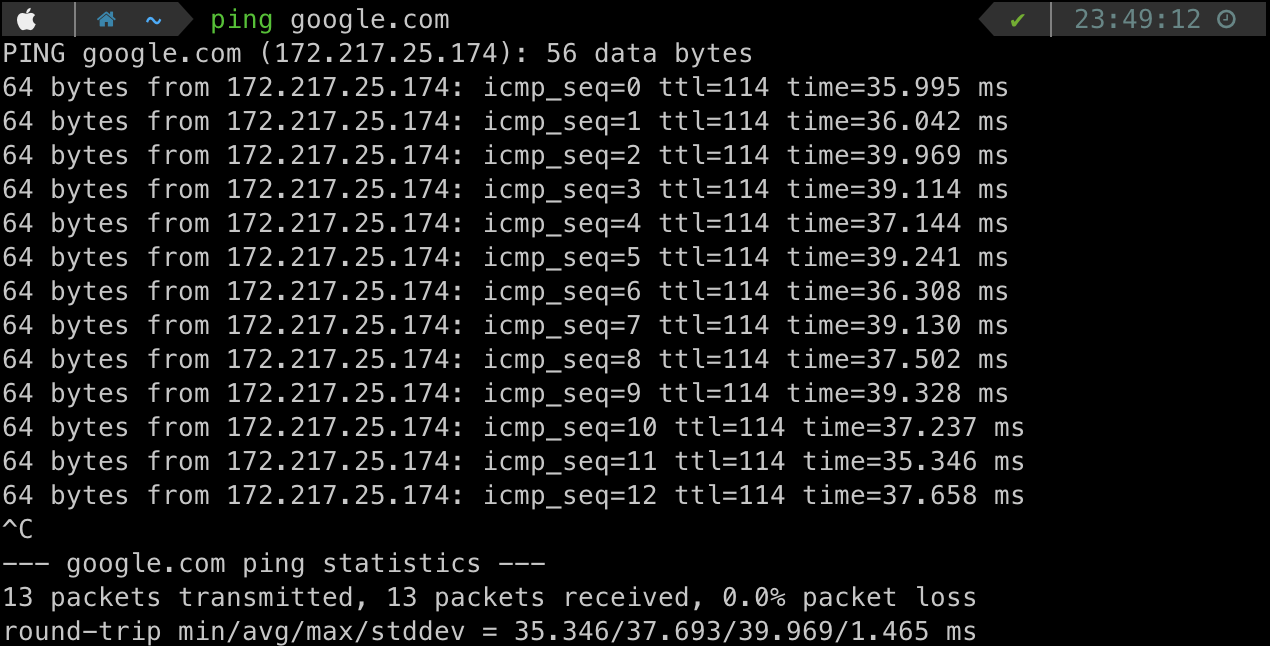 ~ ping google.com ✔ 23:49:12
PING google.com (172.217.25.174): 56 data bytes
64 bytes from 172.217.25.174: icmp_seq=0 ttl=114 time=35.995 ms
64 bytes from 172.217.25.174: icmp_seq=1 ttl=114 time=36.042 ms
64 bytes from 172.217.25.174: icmp_seq=2 ttl=114 time=39.969 ms
64 bytes from 172.217.25.174: icmp_seq=3 ttl=114 time=39.114 ms
64 bytes from 172.217.25.174: icmp_seq=4 ttl=114 time=37.144 ms
64 bytes from 172.217.25.174: icmp_seq=5 ttl=114 time=39.241 ms
64 bytes from 172.217.25.174: icmp_seq=6 ttl=114 time=36.308 ms
64 bytes from 172.217.25.174: icmp_seq=7 ttl=114 time=39.130 ms
64 bytes from 172.217.25.174: icmp_seq=8 ttl=114 time=37.502 ms
64 bytes from 172.217.25.174: icmp_seq=9 ttl=114 time=39.328 ms
64 bytes from 172.217.25.174: icmp_seq=10 ttl=114 time=37.237 ms
64 bytes from 172.217.25.174: icmp_seq=11 ttl=114 time=35.346 ms
64 bytes from 172.217.25.174: icmp_seq=12 ttl=114 time=37.658 ms
^C
--- google.com ping statistics ---
13 packets transmitted, 13 packets received, 0.0% packet loss
round-trip min/avg/max/stddev = 35.346/37.693/39.969/1.465 ms